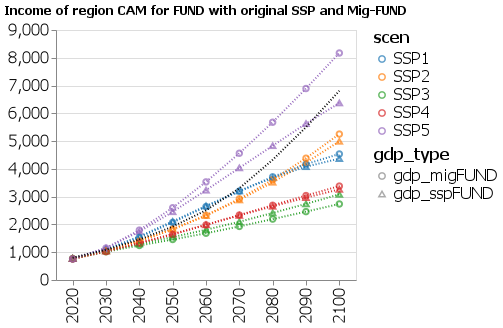 Income of region CAM for FUND with original SSP and Mig-FUND
9,000
8,000
7,000
6,000
5,000
4,000
3,000
2,000
1,000
0
2020
2030
2040
2050
2060
2070
2080
2090
2100
scen
SSP1
SSP2
SSP3
SSP4
SSP5
gdp_type
gdp_migFUND
gdp_sspFUND